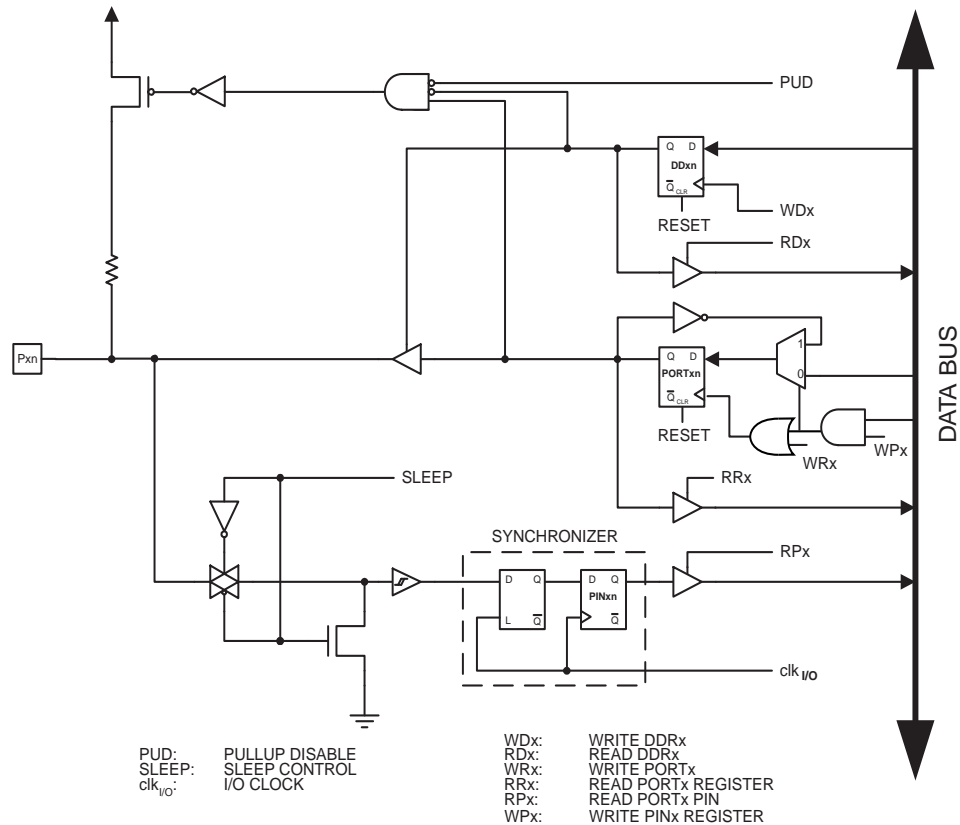 PUD
Q D
DDxn
Q CLR
WDx
RESET
RDx
1
Pxn
Q D
PORTxn
0
Q CLR
RESET
WRx
WPx
DATA BUS
SLEEP
RRx
SYNCHRONIZER
RPx
D Q
L Q
D Q
PINxn
Q
clk I/O
PUD: PULLUP DISABLE
SLEEP: SLEEP CONTROL
clkI/O: I/O CLOCK
WDx: WRITE DDRx
RDx: READ DDRx
WRx: WRITE PORTx
RRx: READ PORTx REGISTER
RPx: READ PORTx PIN
WPx: WRITE PINx REGISTER